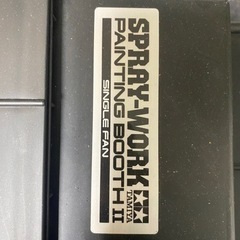 SPRAY-WORK
PAINTING BOOTH II
TAMIYA
SINGLE FAN